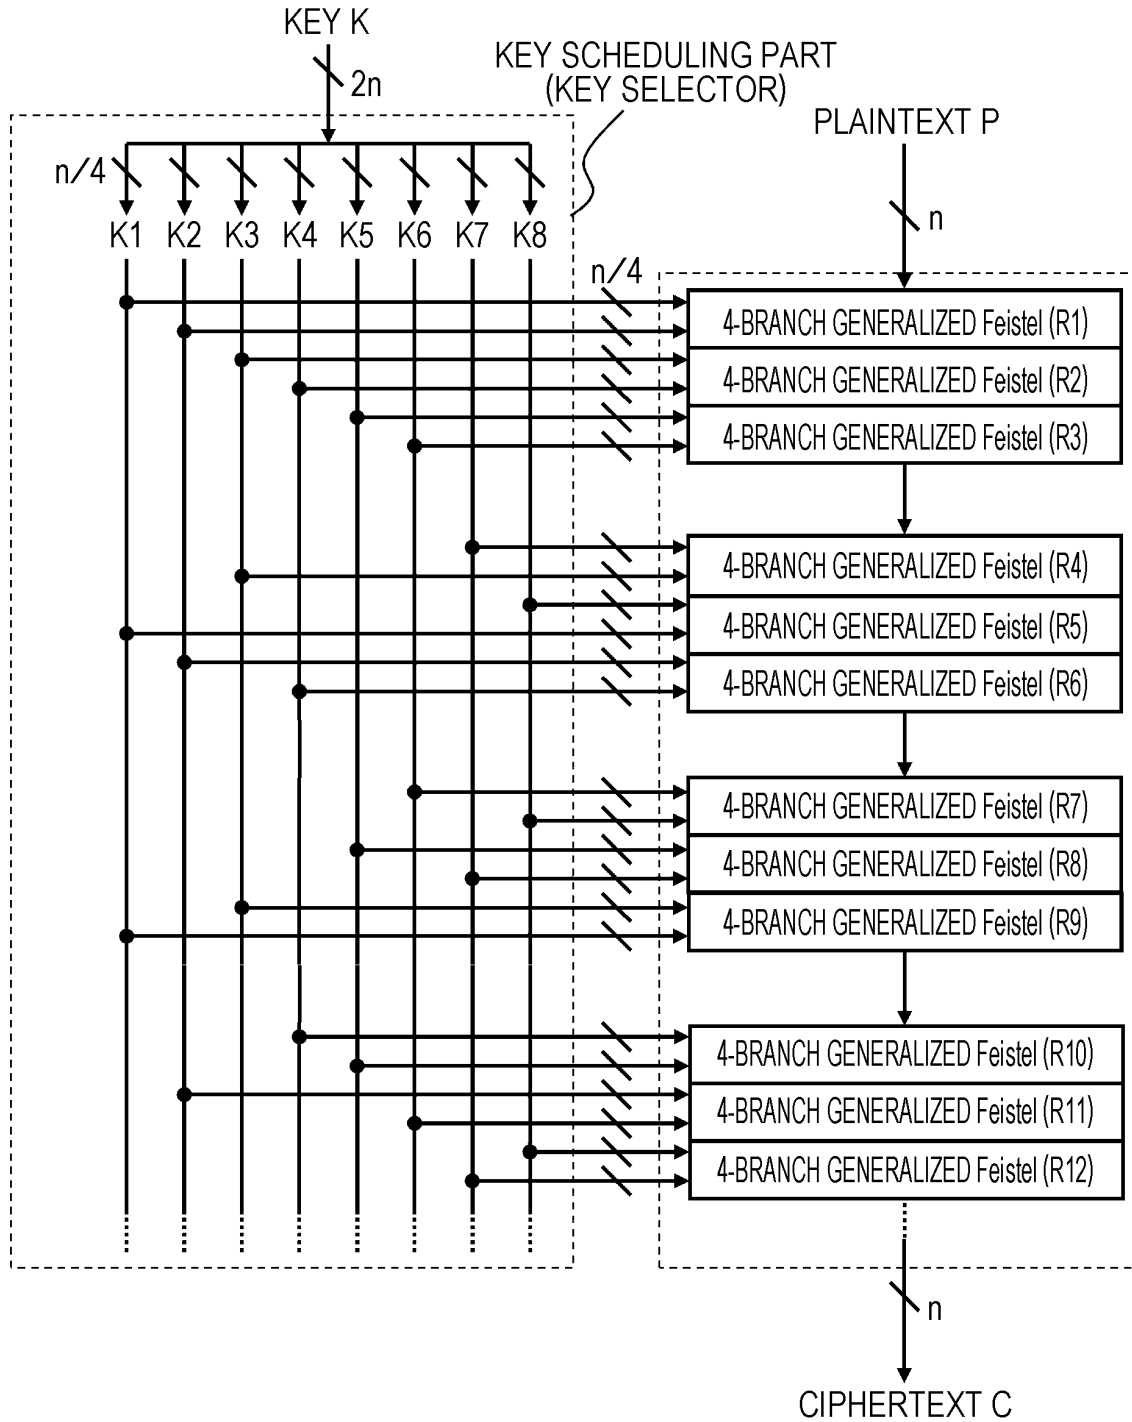 KEY K
2n
KEY SCHEDULING PART
(KEY SELECTOR)
PLAINTEXT P
n
n/4
K1 K2 K3 K4 K5 K6 K7 K8
n/4
4-BRANCH GENERALIZED Feistel (R1)
4-BRANCH GENERALIZED Feistel (R2)
4-BRANCH GENERALIZED Feistel (R3)
4-BRANCH GENERALIZED Feistel (R4)
4-BRANCH GENERALIZED Feistel (R5)
4-BRANCH GENERALIZED Feistel (R6)
4-BRANCH GENERALIZED Feistel (R7)
4-BRANCH GENERALIZED Feistel (R8)
4-BRANCH GENERALIZED Feistel (R9)
4-BRANCH GENERALIZED Feistel (R10)
4-BRANCH GENERALIZED Feistel (R11)
4-BRANCH GENERALIZED Feistel (R12)
n
CIPHERTEXT C